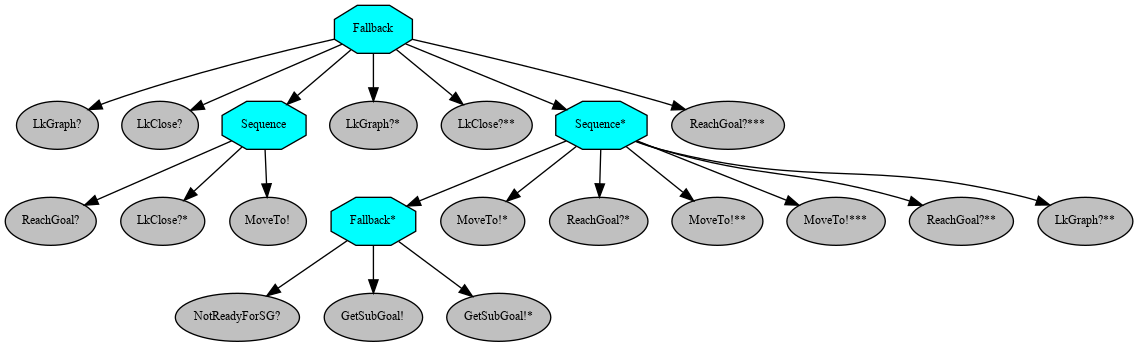 Fallback
LkGraph?
LkClose?
Sequence
LkGraph?*
LkClose?**
Sequence*
ReachGoal?***
ReachGoal?
LkClose?*
MoveTo!
Fallback*
MoveTo!*
ReachGoal?*
MoveTo!**
MoveTo!***
ReachGoal?**
LkGraph?**
NotReadyForSG?
GetSubGoal!
GetSubGoal!*